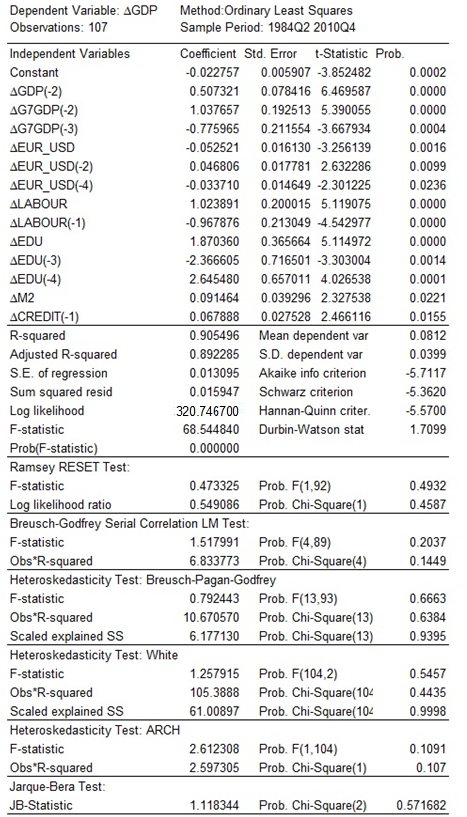 Dependent Variable: ΔGDP Method:Ordinary Least Squares
Observations: 107 Sample Period: 1984Q2 2010Q4
Independent Variables Coefficient Std. Error t-Statistic Prob.
Constant -0.022757 0.005907 -3.852482 0.0002
ΔGDP(-2) 0.507321 0.078416 6.469587 0.0000
ΔG7GDP(-2) 1.037657 0.192513 5.390055 0.0000
ΔG7GDP(-3) -0.775965 0.211554 -3.667934 0.0004
ΔEUR_USD -0.052521 0.016130 -3.256139 0.0016
ΔEUR_USD(-2) 0.046806 0.017781 2.632286 0.0099
ΔEUR_USD(-4) -0.033710 0.014649 -2.301225 0.0236
ΔLABOUR 1.023891 0.200015 5.119075 0.0000
ΔLABOUR(-1) -0.967876 0.213049 -4.542977 0.0000
ΔEDU 1.870360 0.365664 5.114972 0.0000
ΔEDU(-3) -2.366605 0.716501 -3.303004 0.0014
ΔEDU(-4) 2.645480 0.657011 4.026538 0.0001
ΔM2 0.091464 0.039296 2.327538 0.0221
ΔCREDIT(-1) 0.067888 0.027528 2.466116 0.0155
R-squared 0.905496 Mean dependent var 0.0812
Adjusted R-squared 0.892285 S.D. dependent var 0.0399
S.E. of regression 0.013095 Akaike info criterion -5.7117
Sum squared resid 0.015947 Schwarz criterion -5.3620
Log likelihood 320.746700 Hannan-Quinn criter. -5.5700
F-statistic 68.544840 Durbin-Watson stat 1.7099
Prob(F-statistic) 0.000000
Ramsey RESET Test:
F-statistic 0.473325 Prob. F(1,92) 0.4932
Log likelihood ratio 0.549086 Prob. Chi-Square(1) 0.4587
Breusch-Godfrey Serial Correlation LM Test:
F-statistic 1.517991 Prob. F(4,89) 0.2037
Obs*R-squared 6.833773 Prob. Chi-Square(4) 0.1449
Heteroskedasticity Test: Breusch-Pagan-Godfrey
F-statistic 0.792443 Prob. F(13,93) 0.6663
Obs*R-squared 10.670570 Prob. Chi-Square(13) 0.6384
Scaled explained SS 6.177130 Prob. Chi-Square(13) 0.9395
Heteroskedasticity Test: White
F-statistic 1.257915 Prob. F(104,2) 0.5457
Obs*R-squared 105.3888 Prob. Chi-Square(104 0.4435
Scaled explained SS 61.00897 Prob. Chi-Square(104 0.9998
Heteroskedasticity Test: ARCH
F-statistic 2.612308 Prob. F(1,104) 0.1091
Obs*R-squared 2.597305 Prob. Chi-Square(1) 0.107
Jarque-Bera Test:
JB-Statistic 1.118344 Prob. Chi-Square(2) 0.571682